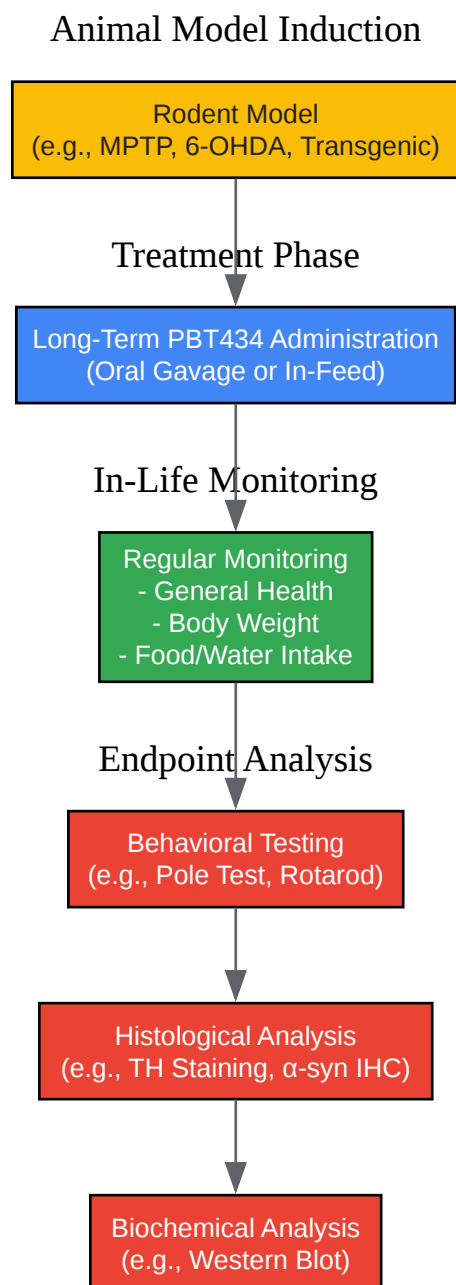 Animal Model Induction
Rodent Model
(e.g., MPTP, 6-OHDA, Transgenic)
Treatment Phase
Long-Term PBT434 Administration
(Oral Gavage or In-Feed)
In-Life Monitoring
Regular Monitoring
- General Health
- Body Weight
- Food/Water Intake
Endpoint Analysis
Behavioral Testing
(e.g., Pole Test, Rotarod)
Histological Analysis
(e.g., TH Staining, α-syn IHC)
Biochemical Analysis
(e.g., Western Blot)